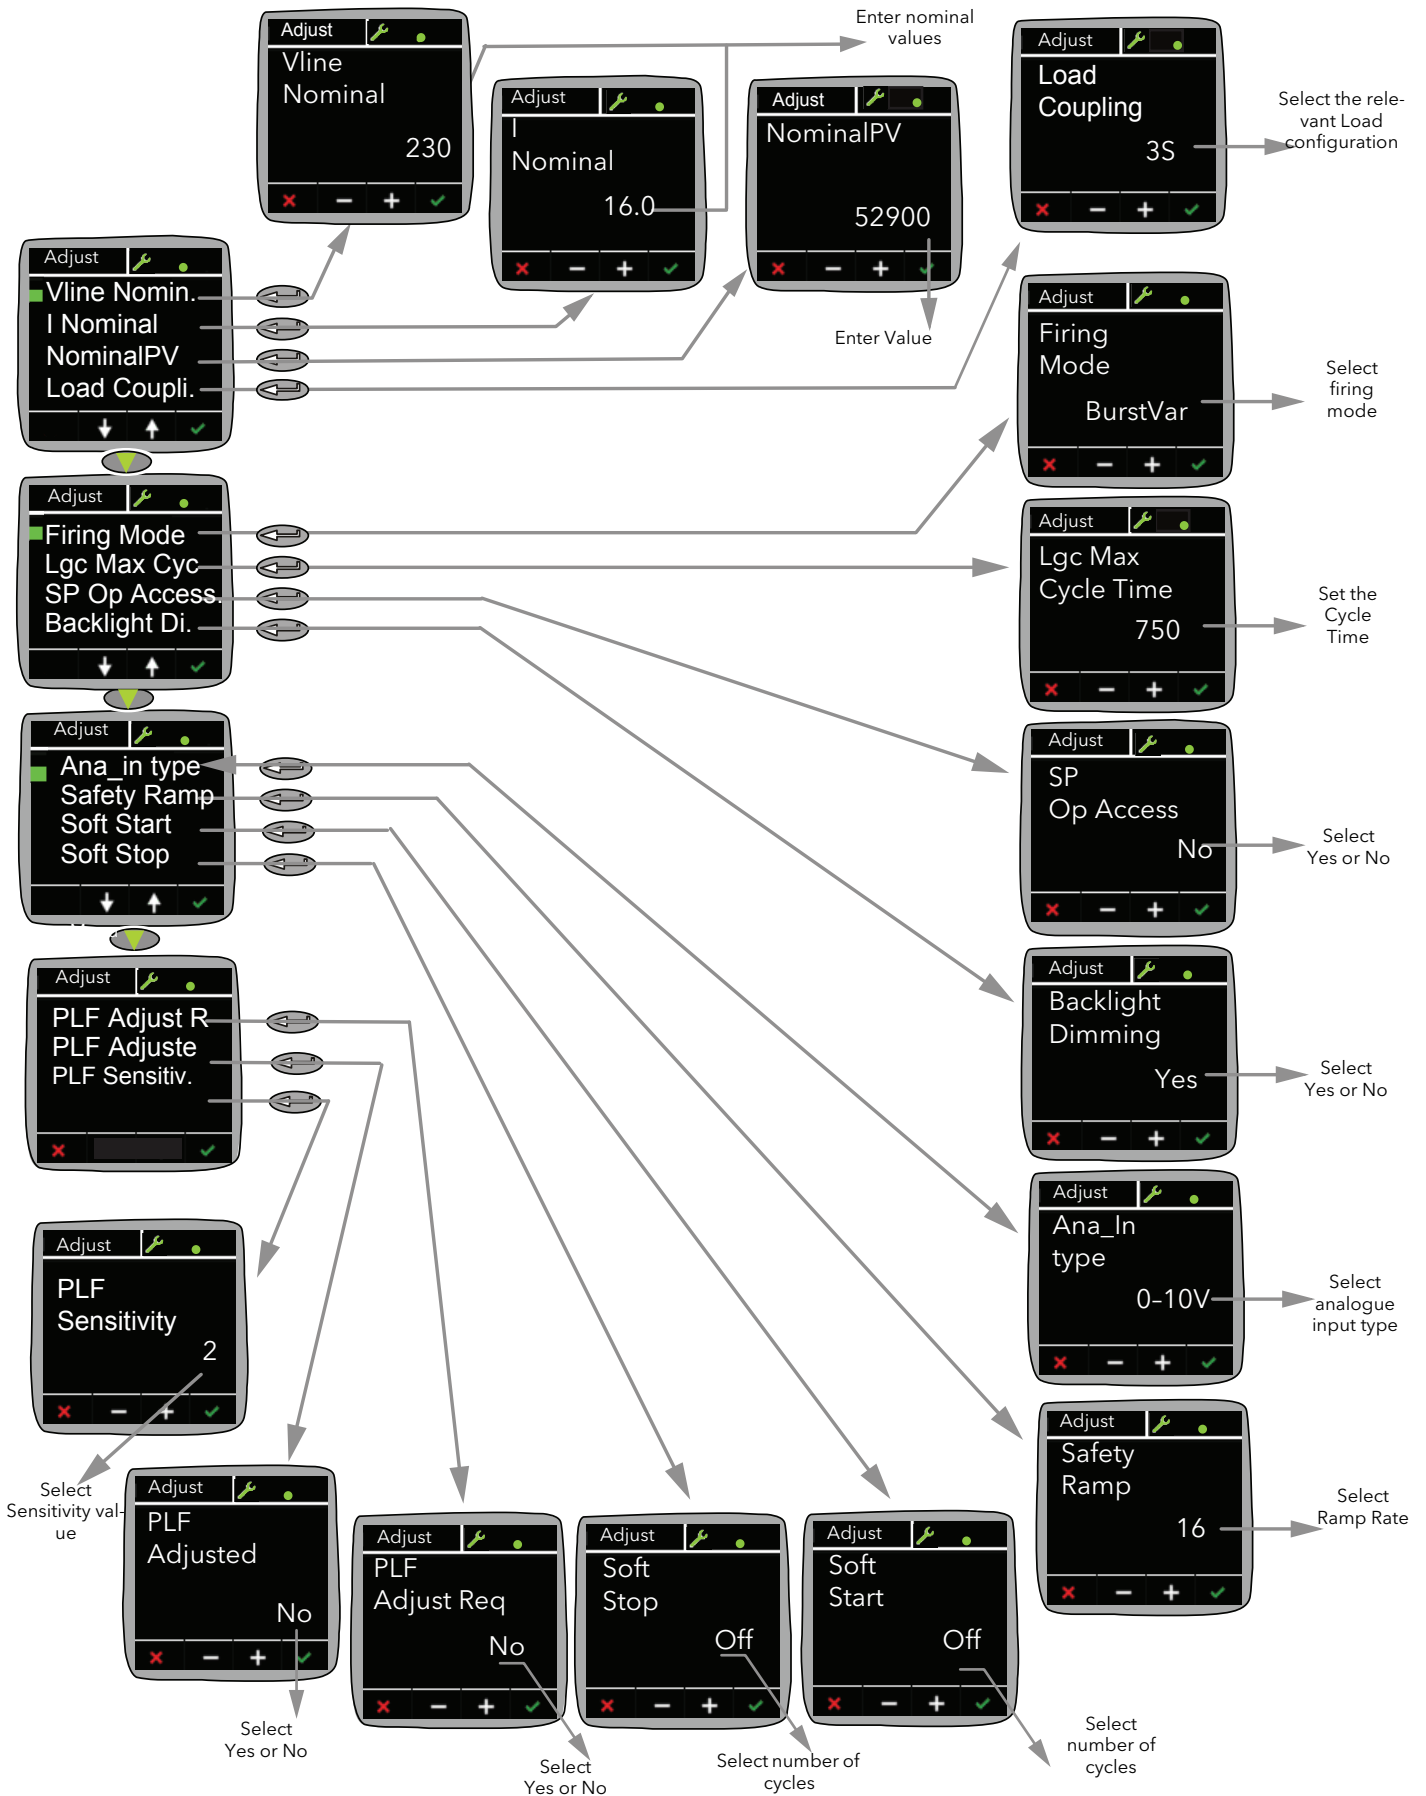 Adjust
Vline
Nominal
230
Enter nominal
values
Adjust
I
Nominal
16.0
Adjust
NominalPV
52900
Enter Value
Adjust
Load
Coupling
3S
Select the rele-
vant Load
configuration
Adjust
Vline Nomin.
I Nominal
NominalPV
Load Coupli.
Adjust
Firing
Mode
BurstVar
Select
firing
mode
Adjust
Firing Mode
Lgc Max Cyc
SP Op Access.
Backlight Di.
Adjust
Lgc Max
Cycle Time
750
Set the
Cycle
Time
Adjust
Ana_in type
Safety Ramp
Soft Start
Soft Stop
Adjust
SP
Op Access
No
Select
Yes or No
Adjust
PLF Adjust R
PLF Adjuste
PLF Sensitiv.
Adjust
Backlight
Dimming
Yes
Select
Yes or No
Adjust
Ana_In
type
0–10V
Select
analogue
input type
Adjust
PLF
Sensitivity
2
Select
Sensitivity val-
ue
Adjust
Safety
Ramp
16
Select
Ramp Rate
Adjust
PLF
Adjusted
No
Select
Yes or No
Adjust
PLF
Adjust Req
No
Select
Yes or No
Adjust
Soft
Stop
Off
Select number of
cycles
Adjust
Soft
Start
Off
Select
number of
cycles